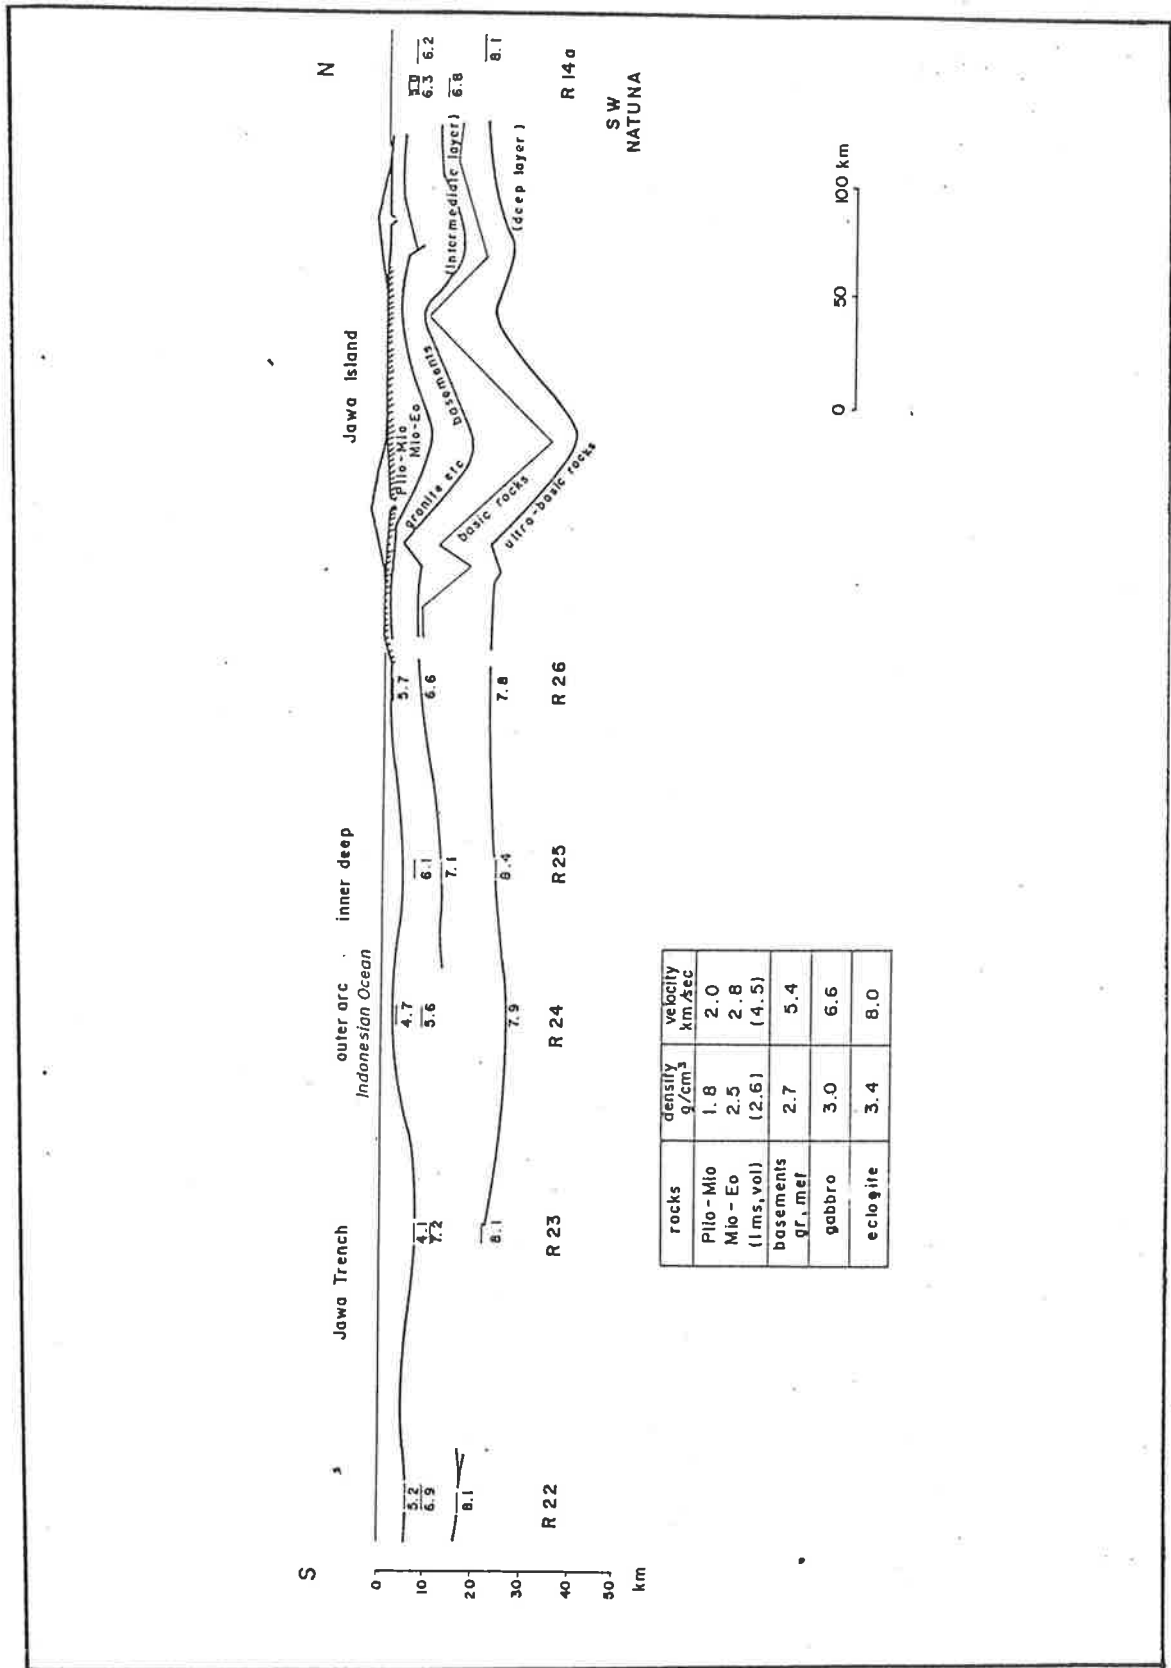 S
N
Jawa Trench
outer arc
inner deep
Indonesian Ocean
Jawa Island
0
10
20
30
40
50
km
5.2
6.9
8.1
R 22
4.1
7.2
8.1
R 23
4.7
5.6
7.9
R 24
6.1
7.1
8.4
R 25
5.7
6.6
7.8
R 26
Plio-Mio
Mio-Eo
granite etc
basements
basic rocks
ultra-basic rocks
(intermediate layer)
(deep layer)
6.3
6.2
6.8
8.1
R 14a
SW
NATUNA
rocks density g/cm³ velocity km/sec
Plio-Mio 1.8 2.0
Mio-Eo 2.5 2.8
(lms, vol) (2.6) (4.5)
basements gr, met 2.7 5.4
gabbro 3.0 6.6
eclogite 3.4 8.0
0 50 100 km